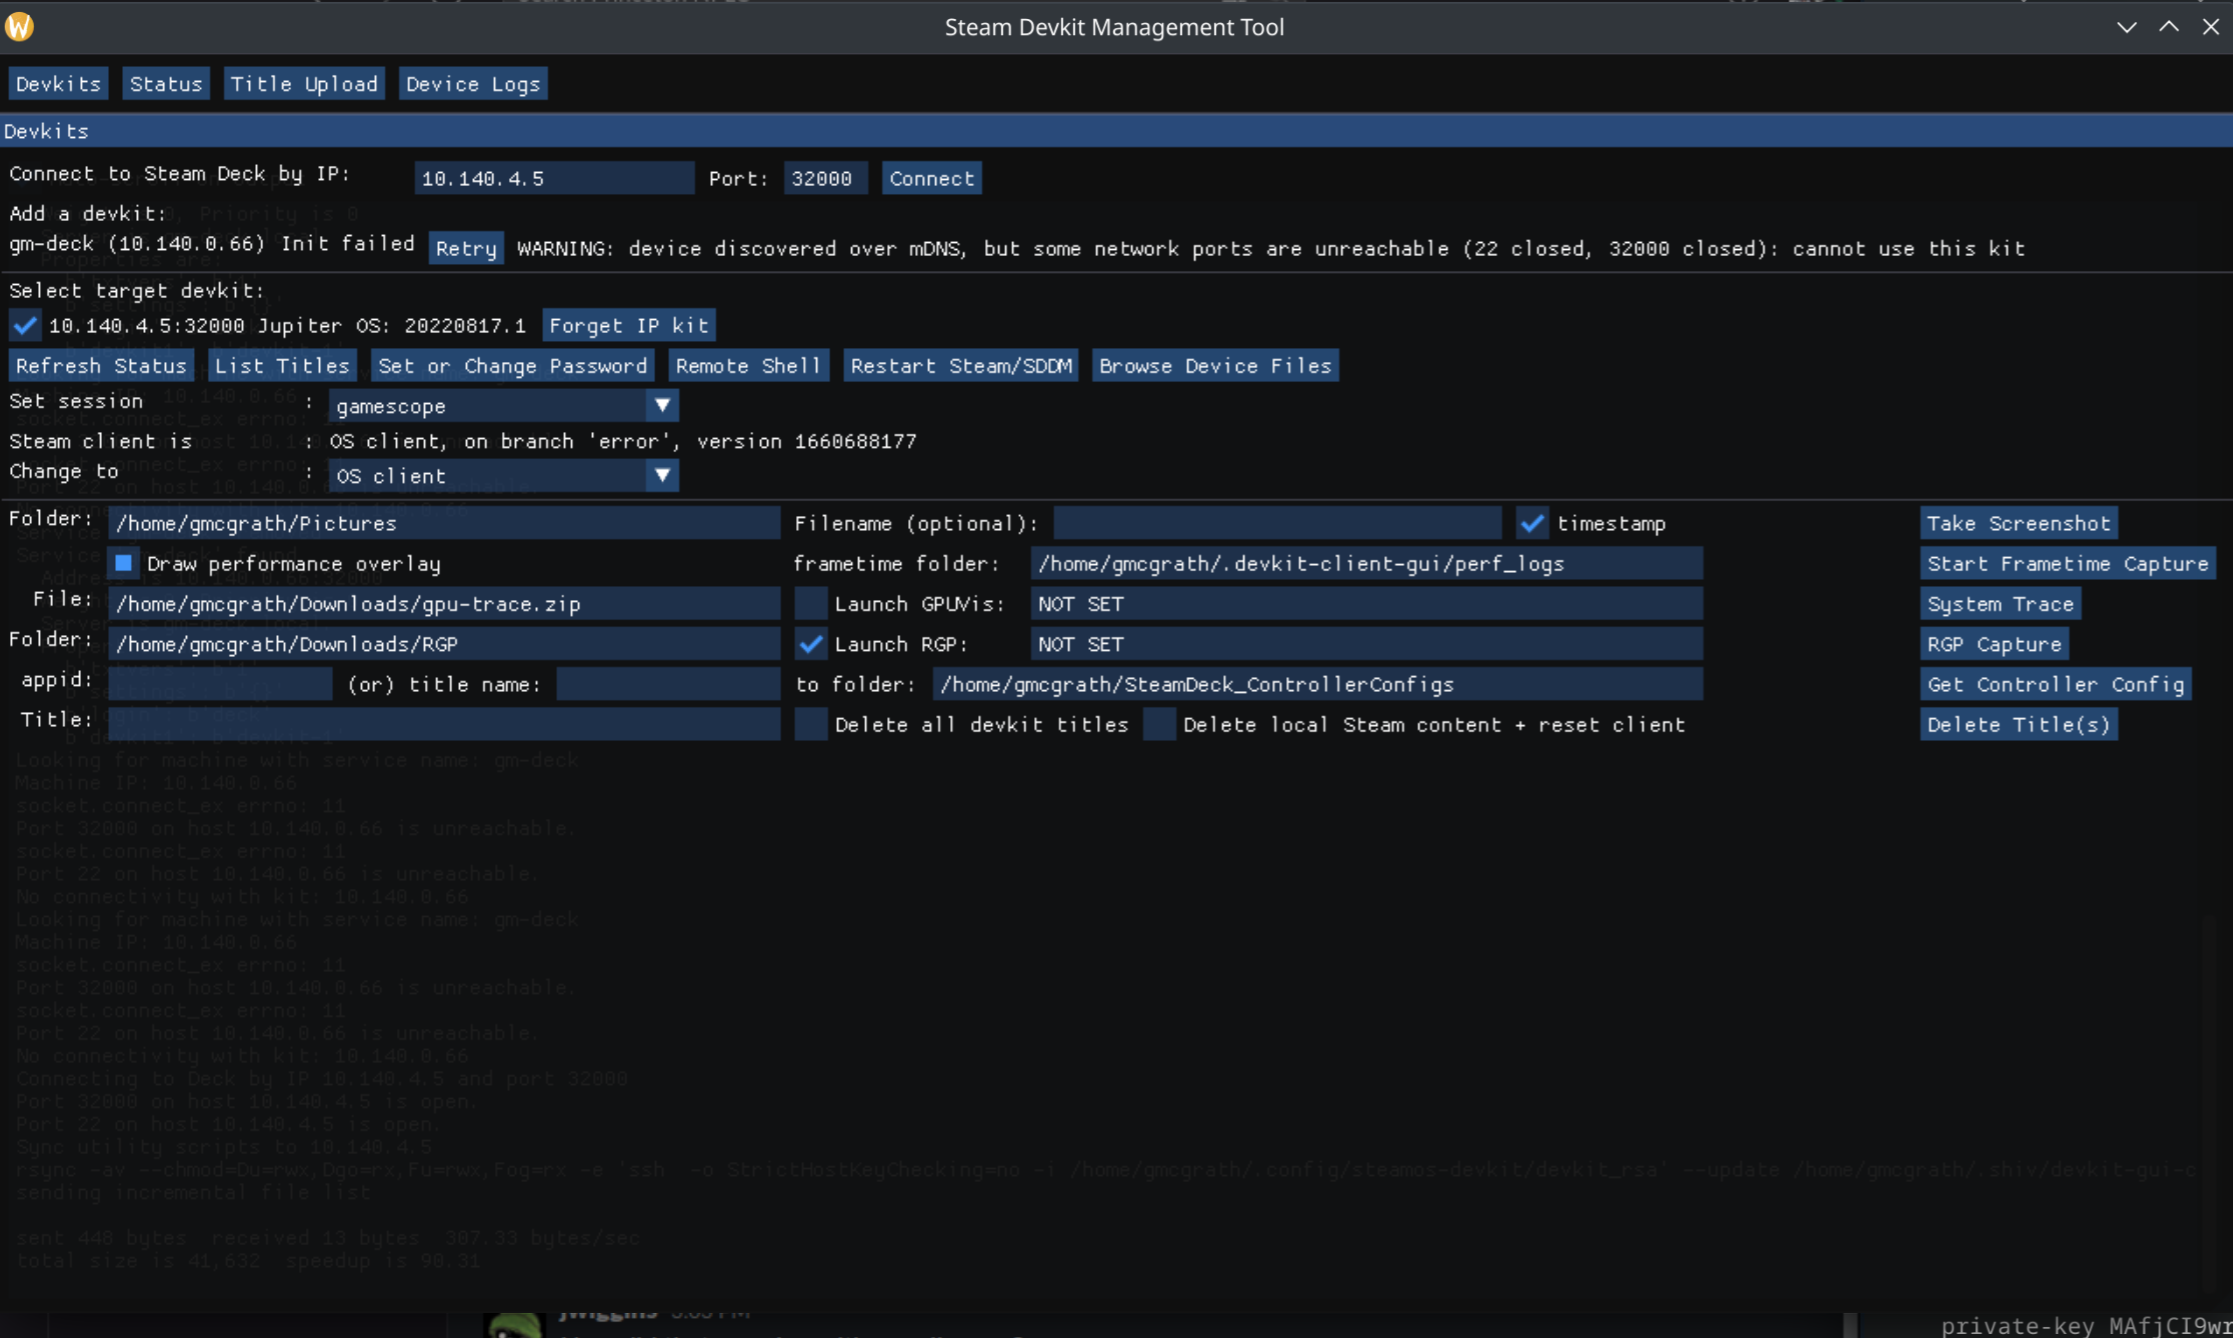 Steam Devkit Management Tool
Devkits Status Title Upload Device Logs
Devkits
Connect to Steam Deck by IP: 10.140.4.5 Port: 32000 Connect
Add a devkit:
gm-deck (10.140.0.66) Init failed Retry WARNING: device discovered over mDNS, but some network ports are unreachable (22 closed, 32000 closed): cannot use this kit
Select target devkit:
10.140.4.5:32000 Jupiter OS: 20220817.1 Forget IP kit
Refresh Status List Titles Set or Change Password Remote Shell Restart Steam/SDDM Browse Device Files
Set session : gamescope
Steam client is : OS client, on branch 'error', version 1660688177
Change to : OS client
Folder: /home/gmcgrath/Pictures Filename (optional): timestamp Take Screenshot
Draw performance overlay frametime folder: /home/gmcgrath/.devkit-client-gui/perf_logs Start Frametime Capture
File: /home/gmcgrath/Downloads/gpu-trace.zip Launch GPUVis: NOT SET System Trace
Folder: /home/gmcgrath/Downloads/RGP Launch RGP: NOT SET RGP Capture
appid: (or) title name: to folder: /home/gmcgrath/SteamDeck_ControllerConfigs Get Controller Config
Title: Delete all devkit titles Delete local Steam content + reset client Delete Title(s)
Looking for machine with service name: gm-deck
Machine IP: 10.140.0.66
socket.connect_ex errno: 11
Port 32000 on host 10.140.0.66 is unreachable.
socket.connect_ex errno: 11
Port 22 on host 10.140.0.66 is unreachable.
No connectivity with kit: 10.140.0.66
Looking for machine with service name: gm-deck
Machine IP: 10.140.0.66
socket.connect_ex errno: 11
Port 32000 on host 10.140.0.66 is unreachable.
socket.connect_ex errno: 11
Port 22 on host 10.140.0.66 is unreachable.
No connectivity with kit: 10.140.0.66
Connecting to Deck by IP 10.140.4.5 and port 32000
Port 32000 on host 10.140.4.5 is open.
Port 22 on host 10.140.4.5 is open.
Sync utility scripts to 10.140.4.5
rsync -av --chmod=Du=rwx,Dgo=rx,Fu=rwx,Fog=rx -e 'ssh -o StrictHostKeyChecking=no -i /home/gmcgrath/.config/steamos-devkit/devkit_rsa' --update /home/gmcgrath/.shiv/devkit-gui-c
sending incremental file list
sent 448 bytes received 13 bytes 307.33 bytes/sec
total size is 41,632 speedup is 90.31
jwiggins 3:03 PM
private-key MAfjCI9wr